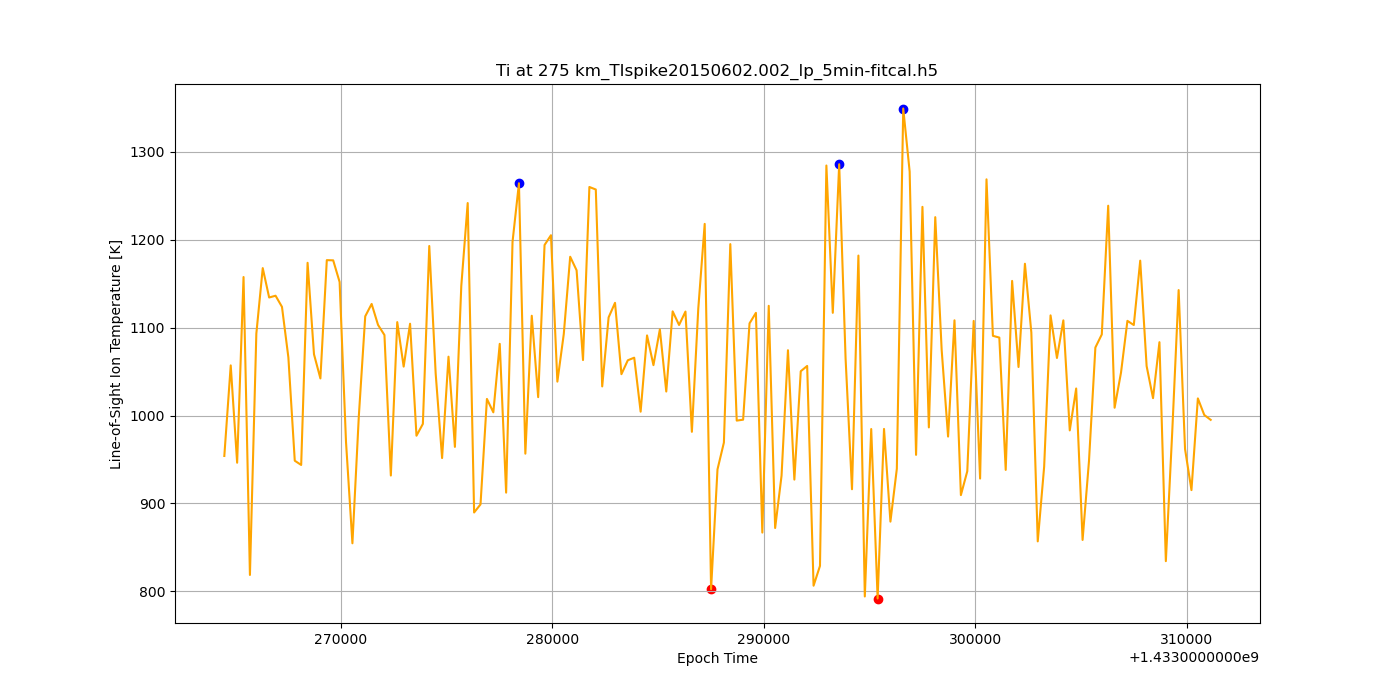 Ti at 275 km_TIspike20150602.002_lp_5min-fitcal.h5
Line-of-Sight Ion Temperature [K]
1300
1200
1100
1000
900
800
270000
280000
290000
300000
310000
Epoch Time
+1.4330000000e9